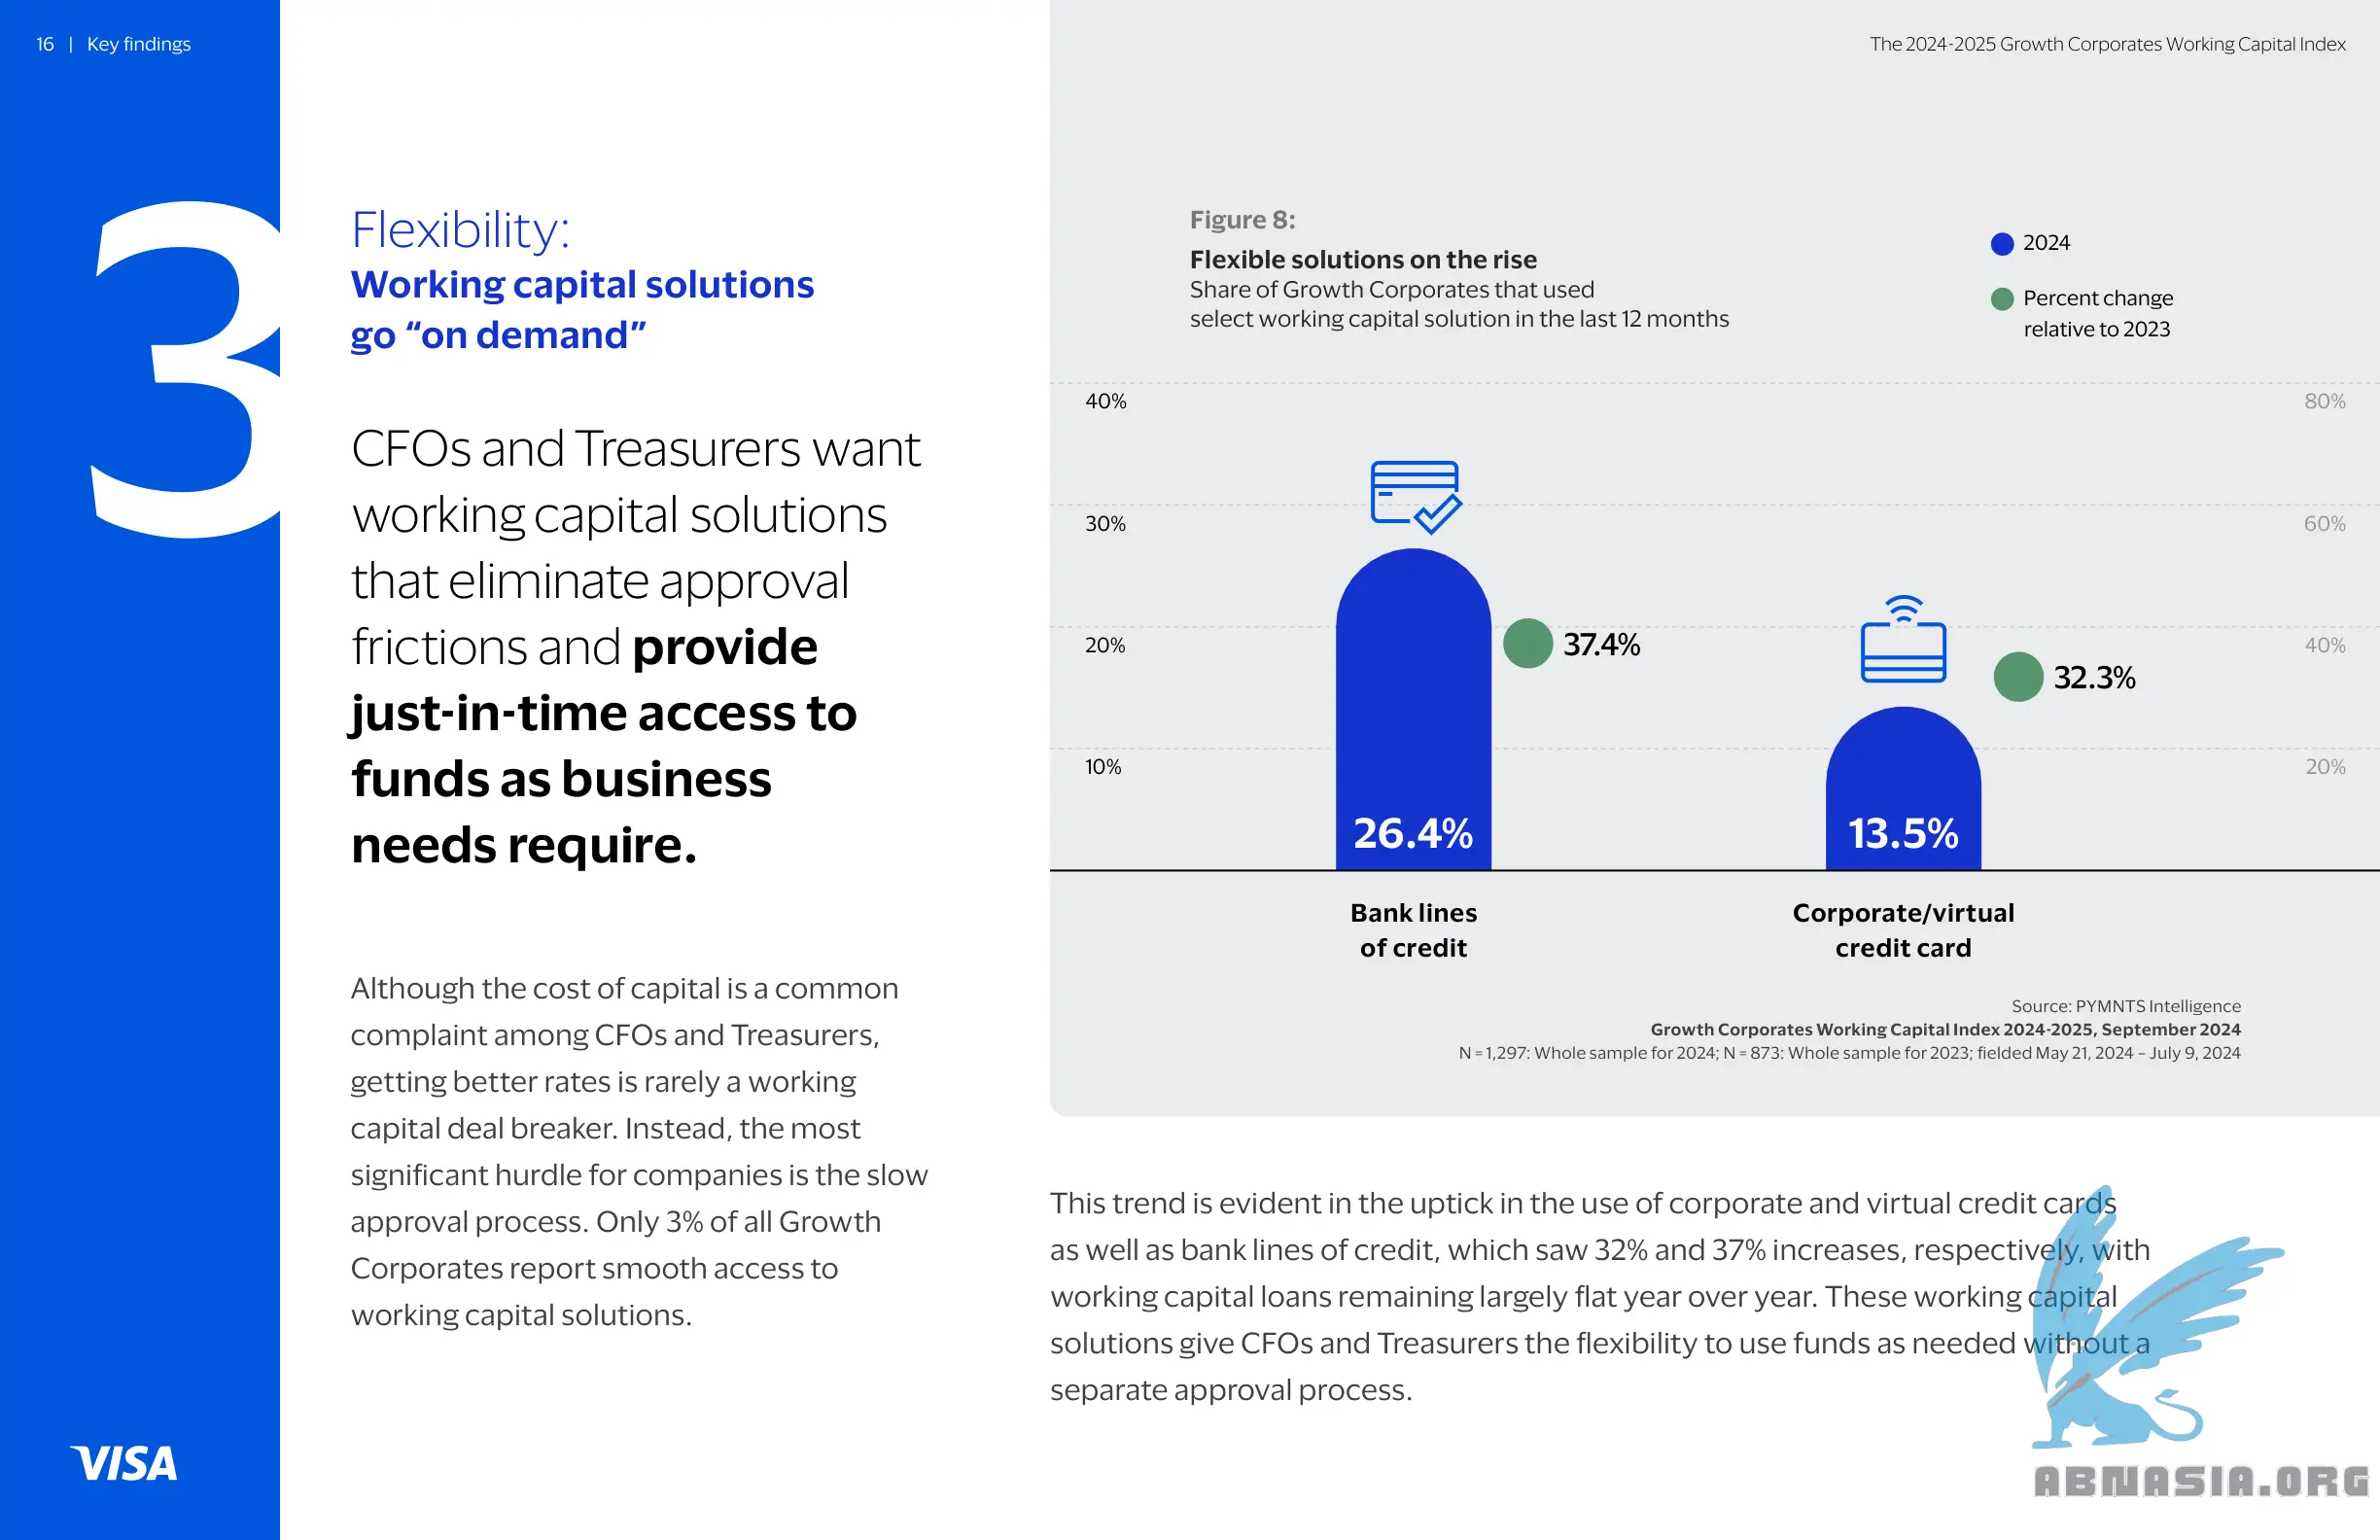 16 | Key findings
The 2024-2025 Growth Corporates Working Capital Index
3
Flexibility:
Working capital solutions
go “on demand”
CFOs and Treasurers want
working capital solutions
that eliminate approval
frictions and provide
just-in-time access to
funds as business
needs require.
Although the cost of capital is a common
complaint among CFOs and Treasurers,
getting better rates is rarely a working
capital deal breaker. Instead, the most
significant hurdle for companies is the slow
approval process. Only 3% of all Growth
Corporates report smooth access to
working capital solutions.
VISA
Figure 8:
Flexible solutions on the rise
Share of Growth Corporates that used
select working capital solution in the last 12 months
2024
Percent change
relative to 2023
40%
80%
30%
60%
20%
37.4%
40%
32.3%
10%
20%
26.4%
13.5%
Bank lines
of credit
Corporate/virtual
credit card
Source: PYMNTS Intelligence
Growth Corporates Working Capital Index 2024-2025, September 2024
N = 1,297: Whole sample for 2024; N = 873: Whole sample for 2023; fielded May 21, 2024 – July 9, 2024
This trend is evident in the uptick in the use of corporate and virtual credit cards
as well as bank lines of credit, which saw 32% and 37% increases, respectively, with
working capital loans remaining largely flat year over year. These working capital
solutions give CFOs and Treasurers the flexibility to use funds as needed without a
separate approval process.
ABNASIA.ORG